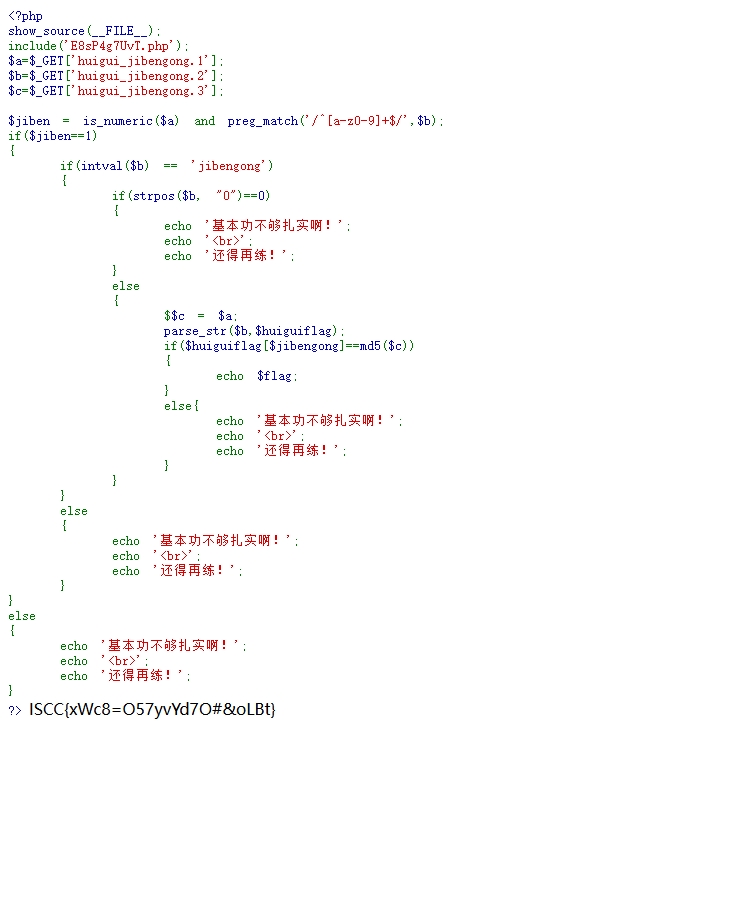 <?php
show_source(__FILE__);
include('E8sP4g7UvT.php');
$a=$_GET['huigui_jibengong.1'];
$b=$_GET['huigui_jibengong.2'];
$c=$_GET['huigui_jibengong.3'];
$jiben = is_numeric($a) and preg_match('/^[a-z0-9]+$/',$b);
if($jiben==1)
{
if(intval($b) == 'jibengong')
{
if(strpos($b, "0")==0)
{
echo '基本功不够扎实啊！';
echo '<br>';
echo '还得再练！';
}
else
{
$$c = $a;
parse_str($b,$huiguiflag);
if($huiguiflag[$jibengong]==md5($c))
{
echo $flag;
}
else{
echo '基本功不够扎实啊！';
echo '<br>';
echo '还得再练！';
}
}
}
else
{
echo '基本功不够扎实啊！';
echo '<br>';
echo '还得再练！';
}
}
else
{
echo '基本功不够扎实啊！';
echo '<br>';
echo '还得再练！';
}
?> ISCC{xWc8=O57yvYd7O#&oLBt}